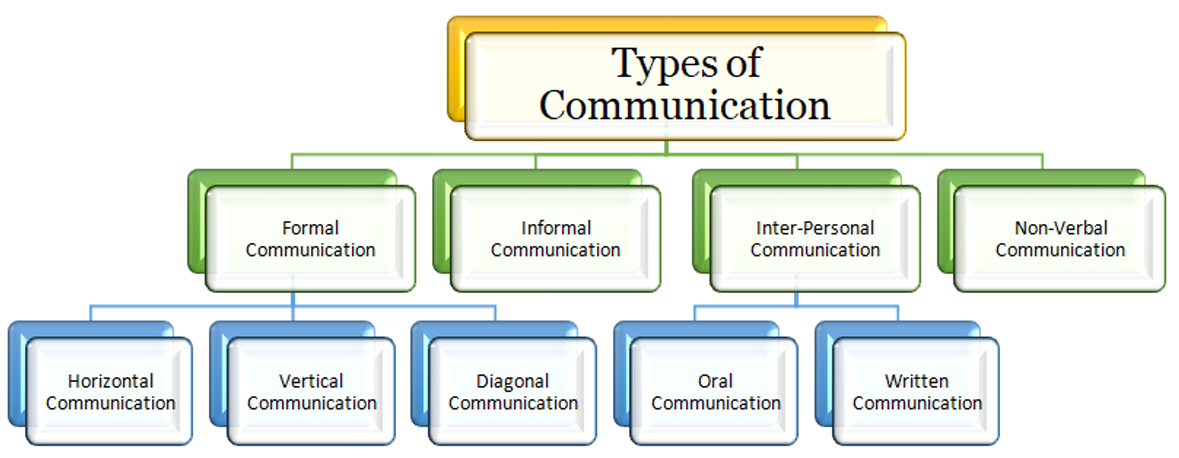 Types of
Communication
Formal
Communication
Informal
Communication
Inter-Personal
Communication
Non-Verbal
Communication
Horizontal
Communication
Vertical
Communication
Diagonal
Communication
Oral
Communication
Written
Communication